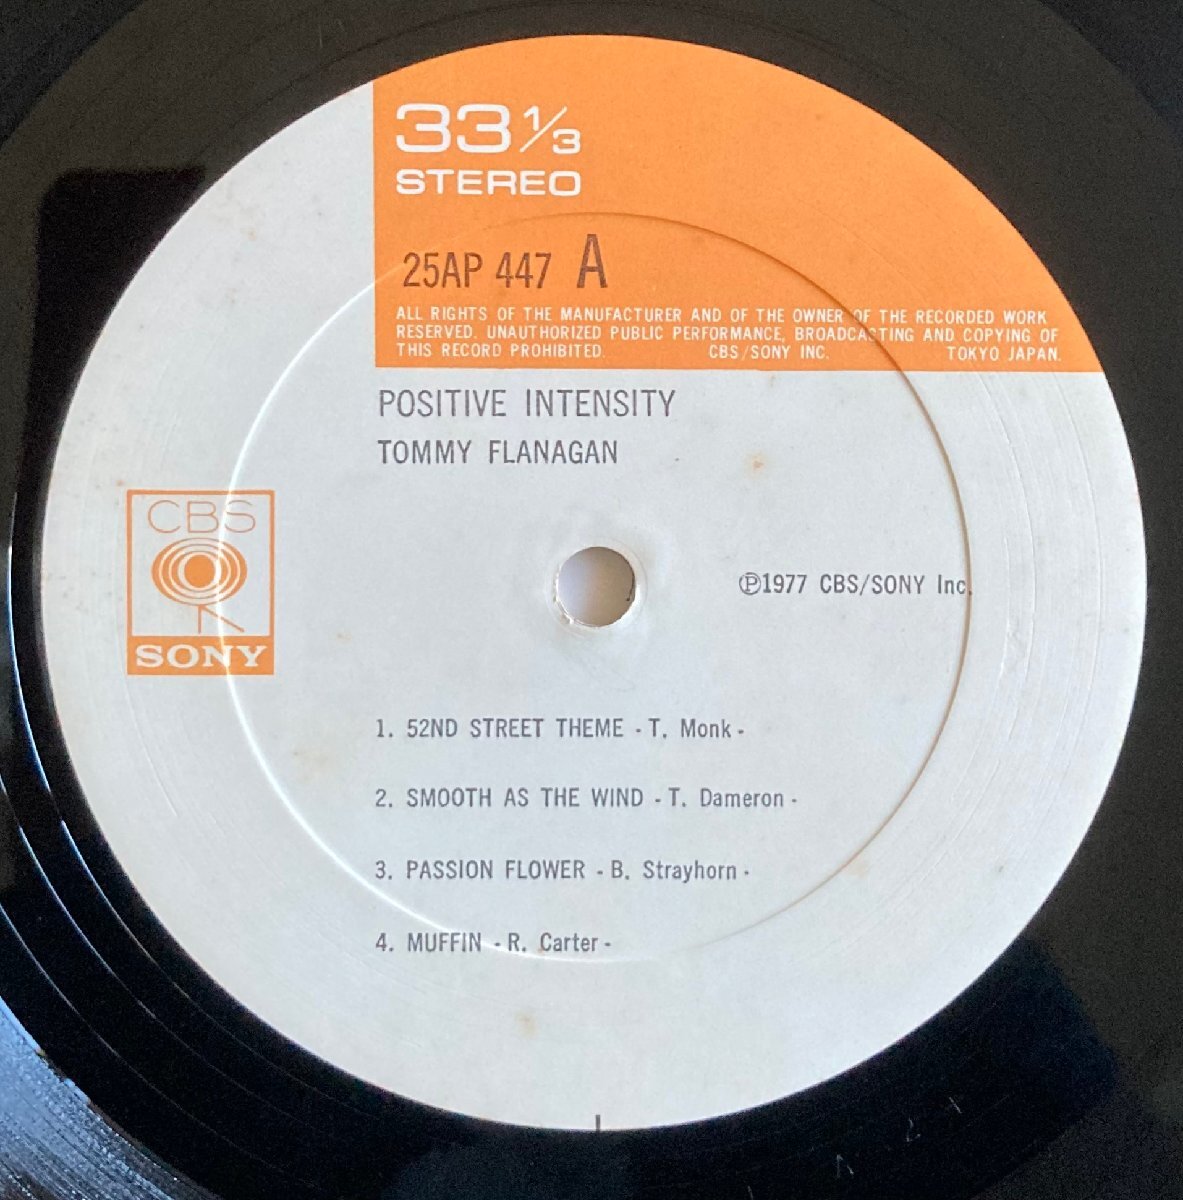 33 1/3
STEREO
25AP 447 A
ALL RIGHTS OF THE MANUFACTURER AND OF THE OWNER OF THE RECORDED WORK
RESERVED. UNAUTHORIZED PUBLIC PERFORMANCE, BROADCASTING AND COPYING OF
THIS RECORD PROHIBITED. CBS/SONY INC. TOKYO JAPAN.
POSITIVE INTENSITY
TOMMY FLANAGAN
CBS
SONY
Ⓟ1977 CBS/SONY Inc.
1. 52ND STREET THEME - T. Monk -
2. SMOOTH AS THE WIND - T. Dameron -
3. PASSION FLOWER - B. Strayhorn -
4. MUFFIN - R. Carter -